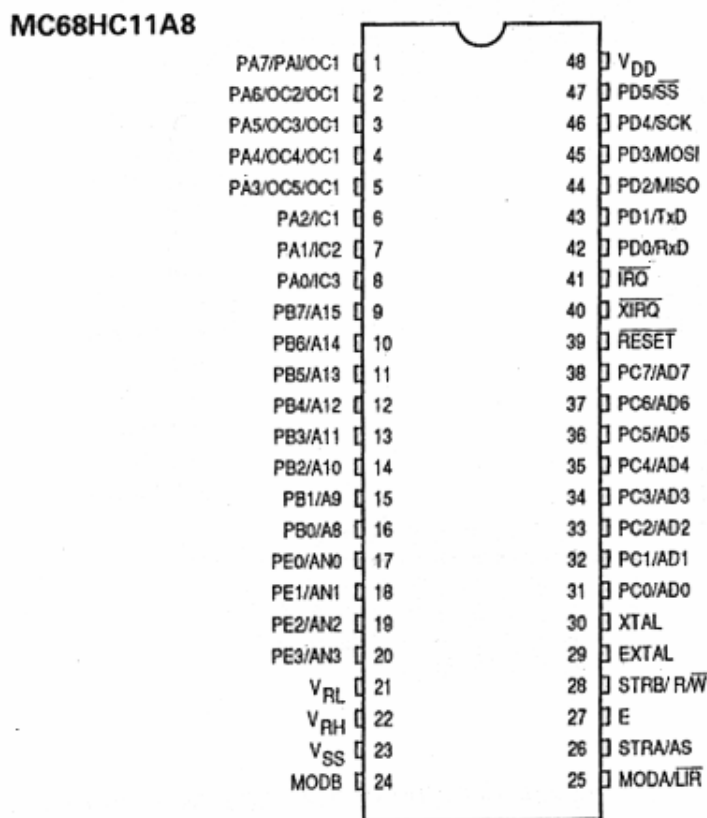 MC68HC11A8
PA7/PAI/OC1 1 48 VDD
PA6/OC2/OC1 2 47 PD5/S̅S̅
PA5/OC3/OC1 3 46 PD4/SCK
PA4/OC4/OC1 4 45 PD3/MOSI
PA3/OC5/OC1 5 44 PD2/MISO
PA2/IC1 6 43 PD1/TxD
PA1/IC2 7 42 PD0/RxD
PA0/IC3 8 41 I̅R̅Q̅
PB7/A15 9 40 X̅I̅R̅Q̅
PB6/A14 10 39 R̅E̅S̅E̅T̅
PB5/A13 11 38 PC7/AD7
PB4/A12 12 37 PC6/AD6
PB3/A11 13 36 PC5/AD5
PB2/A10 14 35 PC4/AD4
PB1/A9 15 34 PC3/AD3
PB0/A8 16 33 PC2/AD2
PE0/AN0 17 32 PC1/AD1
PE1/AN1 18 31 PC0/AD0
PE2/AN2 19 30 XTAL
PE3/AN3 20 29 EXTAL
VRL 21 28 STRB/ R/W̅
VRH 22 27 E
VSS 23 26 STRA/AS
MODB 24 25 MODA/L̅I̅R̅